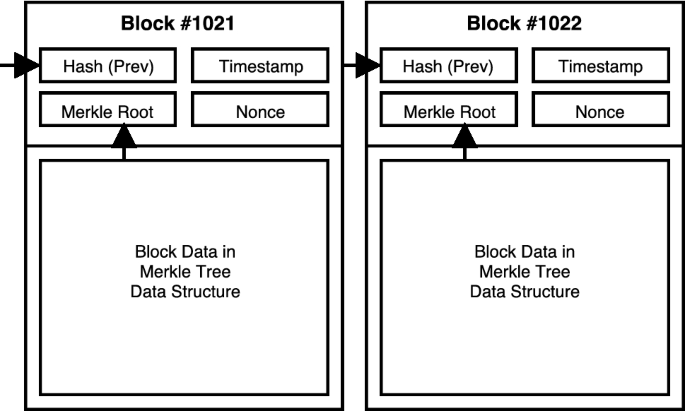 Block #1021
Hash (Prev)
Timestamp
Merkle Root
Nonce
Block Data in
Merkle Tree
Data Structure
Block #1022
Hash (Prev)
Timestamp
Merkle Root
Nonce
Block Data in
Merkle Tree
Data Structure